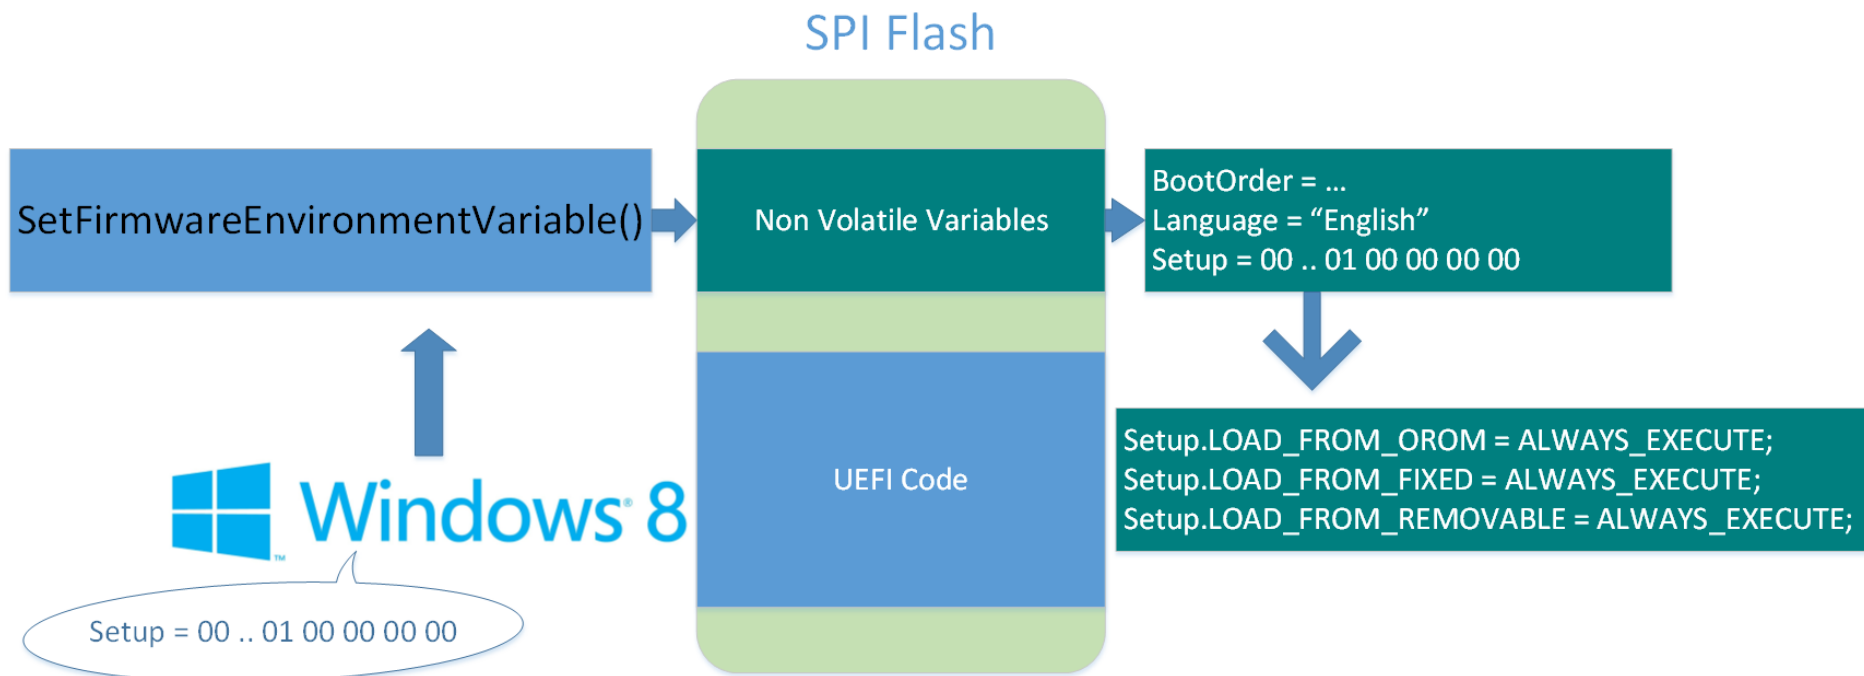 SPI Flash
SetFirmwareEnvironmentVariable()
Non Volatile Variables
BootOrder = ...
Language = “English”
Setup = 00 .. 01 00 00 00 00
Windows® 8
™
Setup = 00 .. 01 00 00 00 00
UEFI Code
Setup.LOAD_FROM_OROM = ALWAYS_EXECUTE;
Setup.LOAD_FROM_FIXED = ALWAYS_EXECUTE;
Setup.LOAD_FROM_REMOVABLE = ALWAYS_EXECUTE;